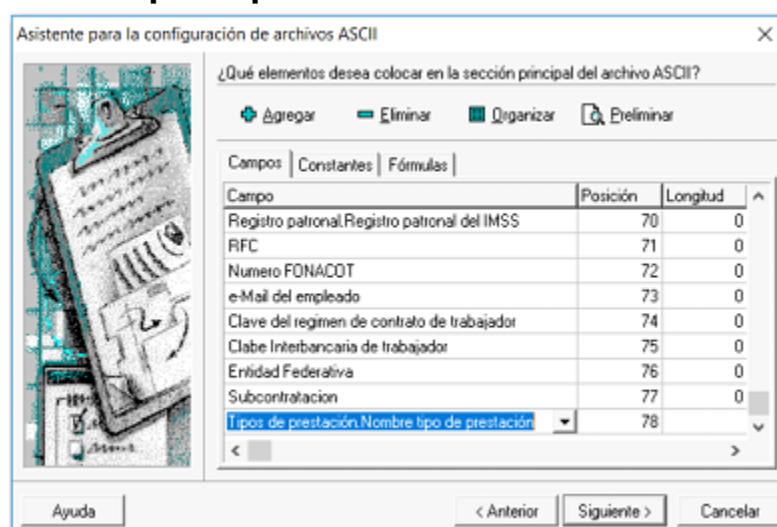 Asistente para la configuración de archivos ASCII
¿Qué elementos desea colocar en la sección principal del archivo ASCII?
Agregar Eliminar Organizar Preliminar
Campos Constantes Fórmulas
Campo Posición Longitud
Registro patronal.Registro patronal del IMSS 70 0
RFC 71 0
Numero FONACOT 72 0
e-Mail del empleado 73 0
Clave del regimen de contrato de trabajador 74 0
Clabe Interbancaria de trabajador 75 0
Entidad Federativa 76 0
Subcontratacion 77 0
Tipos de prestación.Nombre tipo de prestación 78
Ayuda < Anterior Siguiente > Cancelar